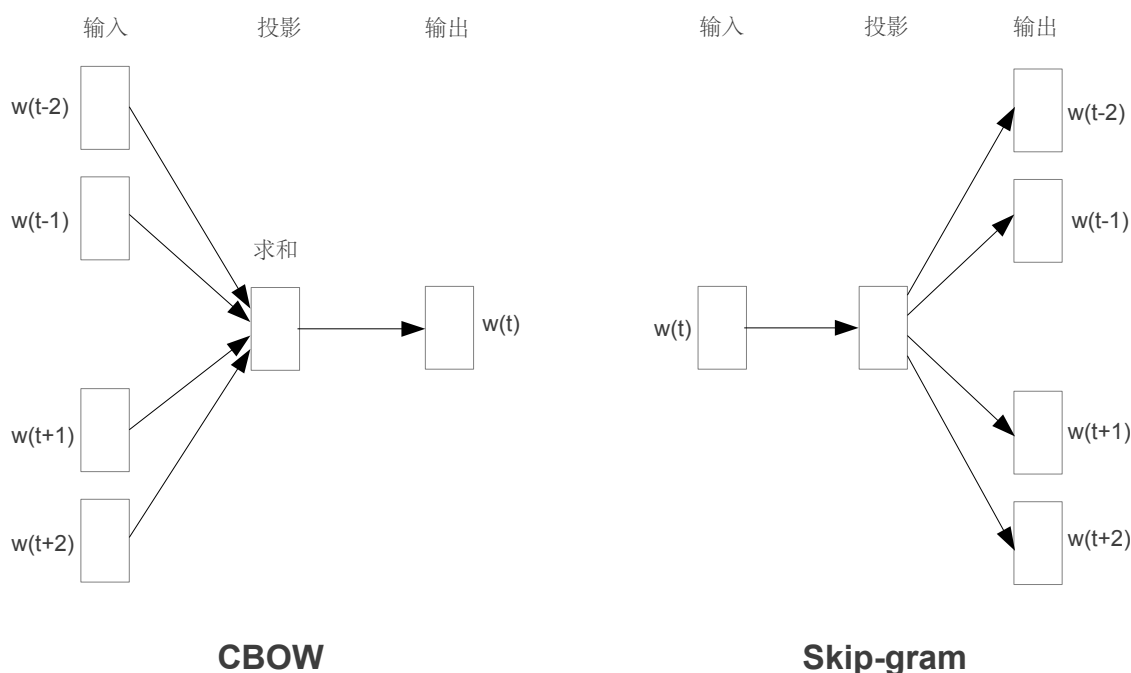 输入 投影 输出
w(t-2)
w(t-1)
求和
w(t)
w(t+1)
w(t+2)
CBOW
输入 投影 输出
w(t-2)
w(t-1)
w(t)
w(t+1)
w(t+2)
Skip-gram